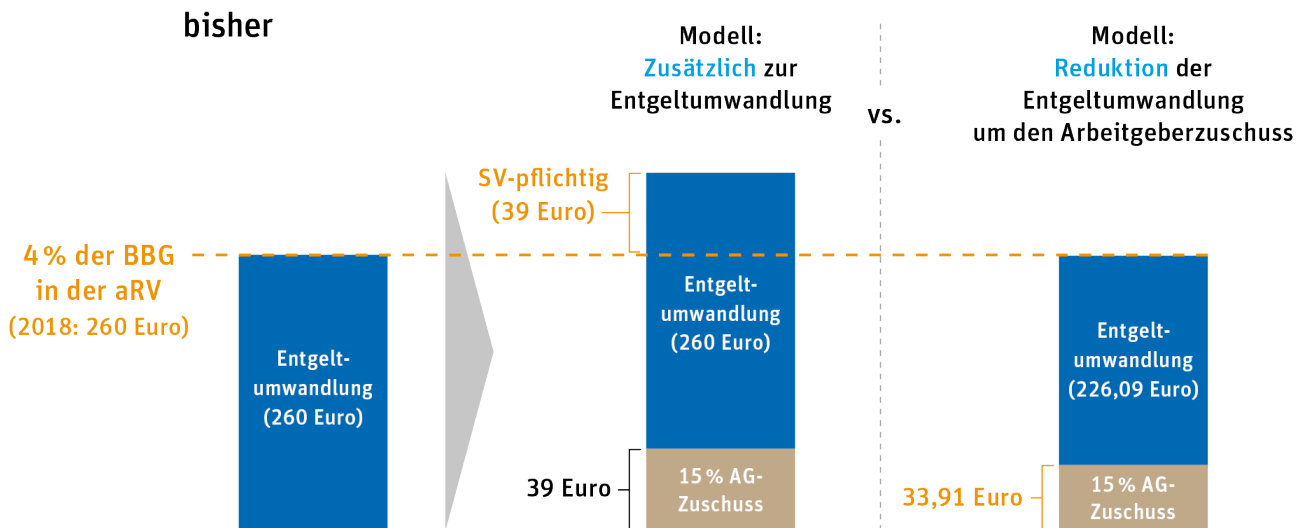 bisher
4 % der BBG
in der aRV
(2018: 260 Euro)
Entgelt-
umwandlung
(260 Euro)
Modell:
Zusätzlich zur
Entgeltumwandlung
SV-pflichtig
(39 Euro)
Entgelt-
umwandlung
(260 Euro)
39 Euro
15 % AG-
Zuschuss
vs.
Modell:
Reduktion der
Entgeltumwandlung
um den Arbeitgeberzuschuss
Entgelt-
umwandlung
(226,09 Euro)
33,91 Euro
15 % AG-
Zuschuss